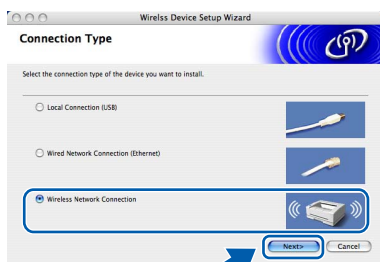 Wirelss Device Setup Wizard
Connection Type
Select the connection type of the device you want to install.
Local Connection (USB)
Wired Network Connection (Ethernet)
Wireless Network Connection
Next>
Cancel